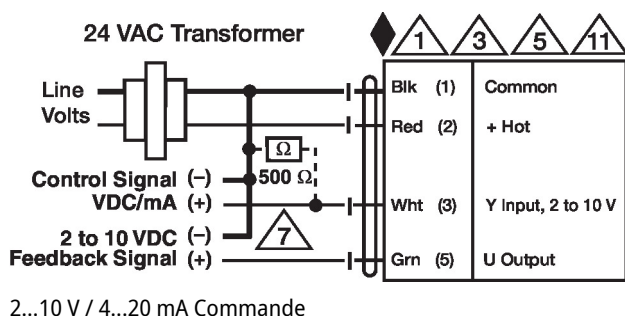 24 VAC Transformer
1 3 5 11
Line
Volts
Blk (1) Common
Red (2) + Hot
Ω
500 Ω
Control Signal (–)
VDC/mA (+)
Wht (3) Y Input, 2 to 10 V
7
2 to 10 VDC (–)
Feedback Signal (+)
Grn (5) U Output
2...10 V / 4...20 mA Commande